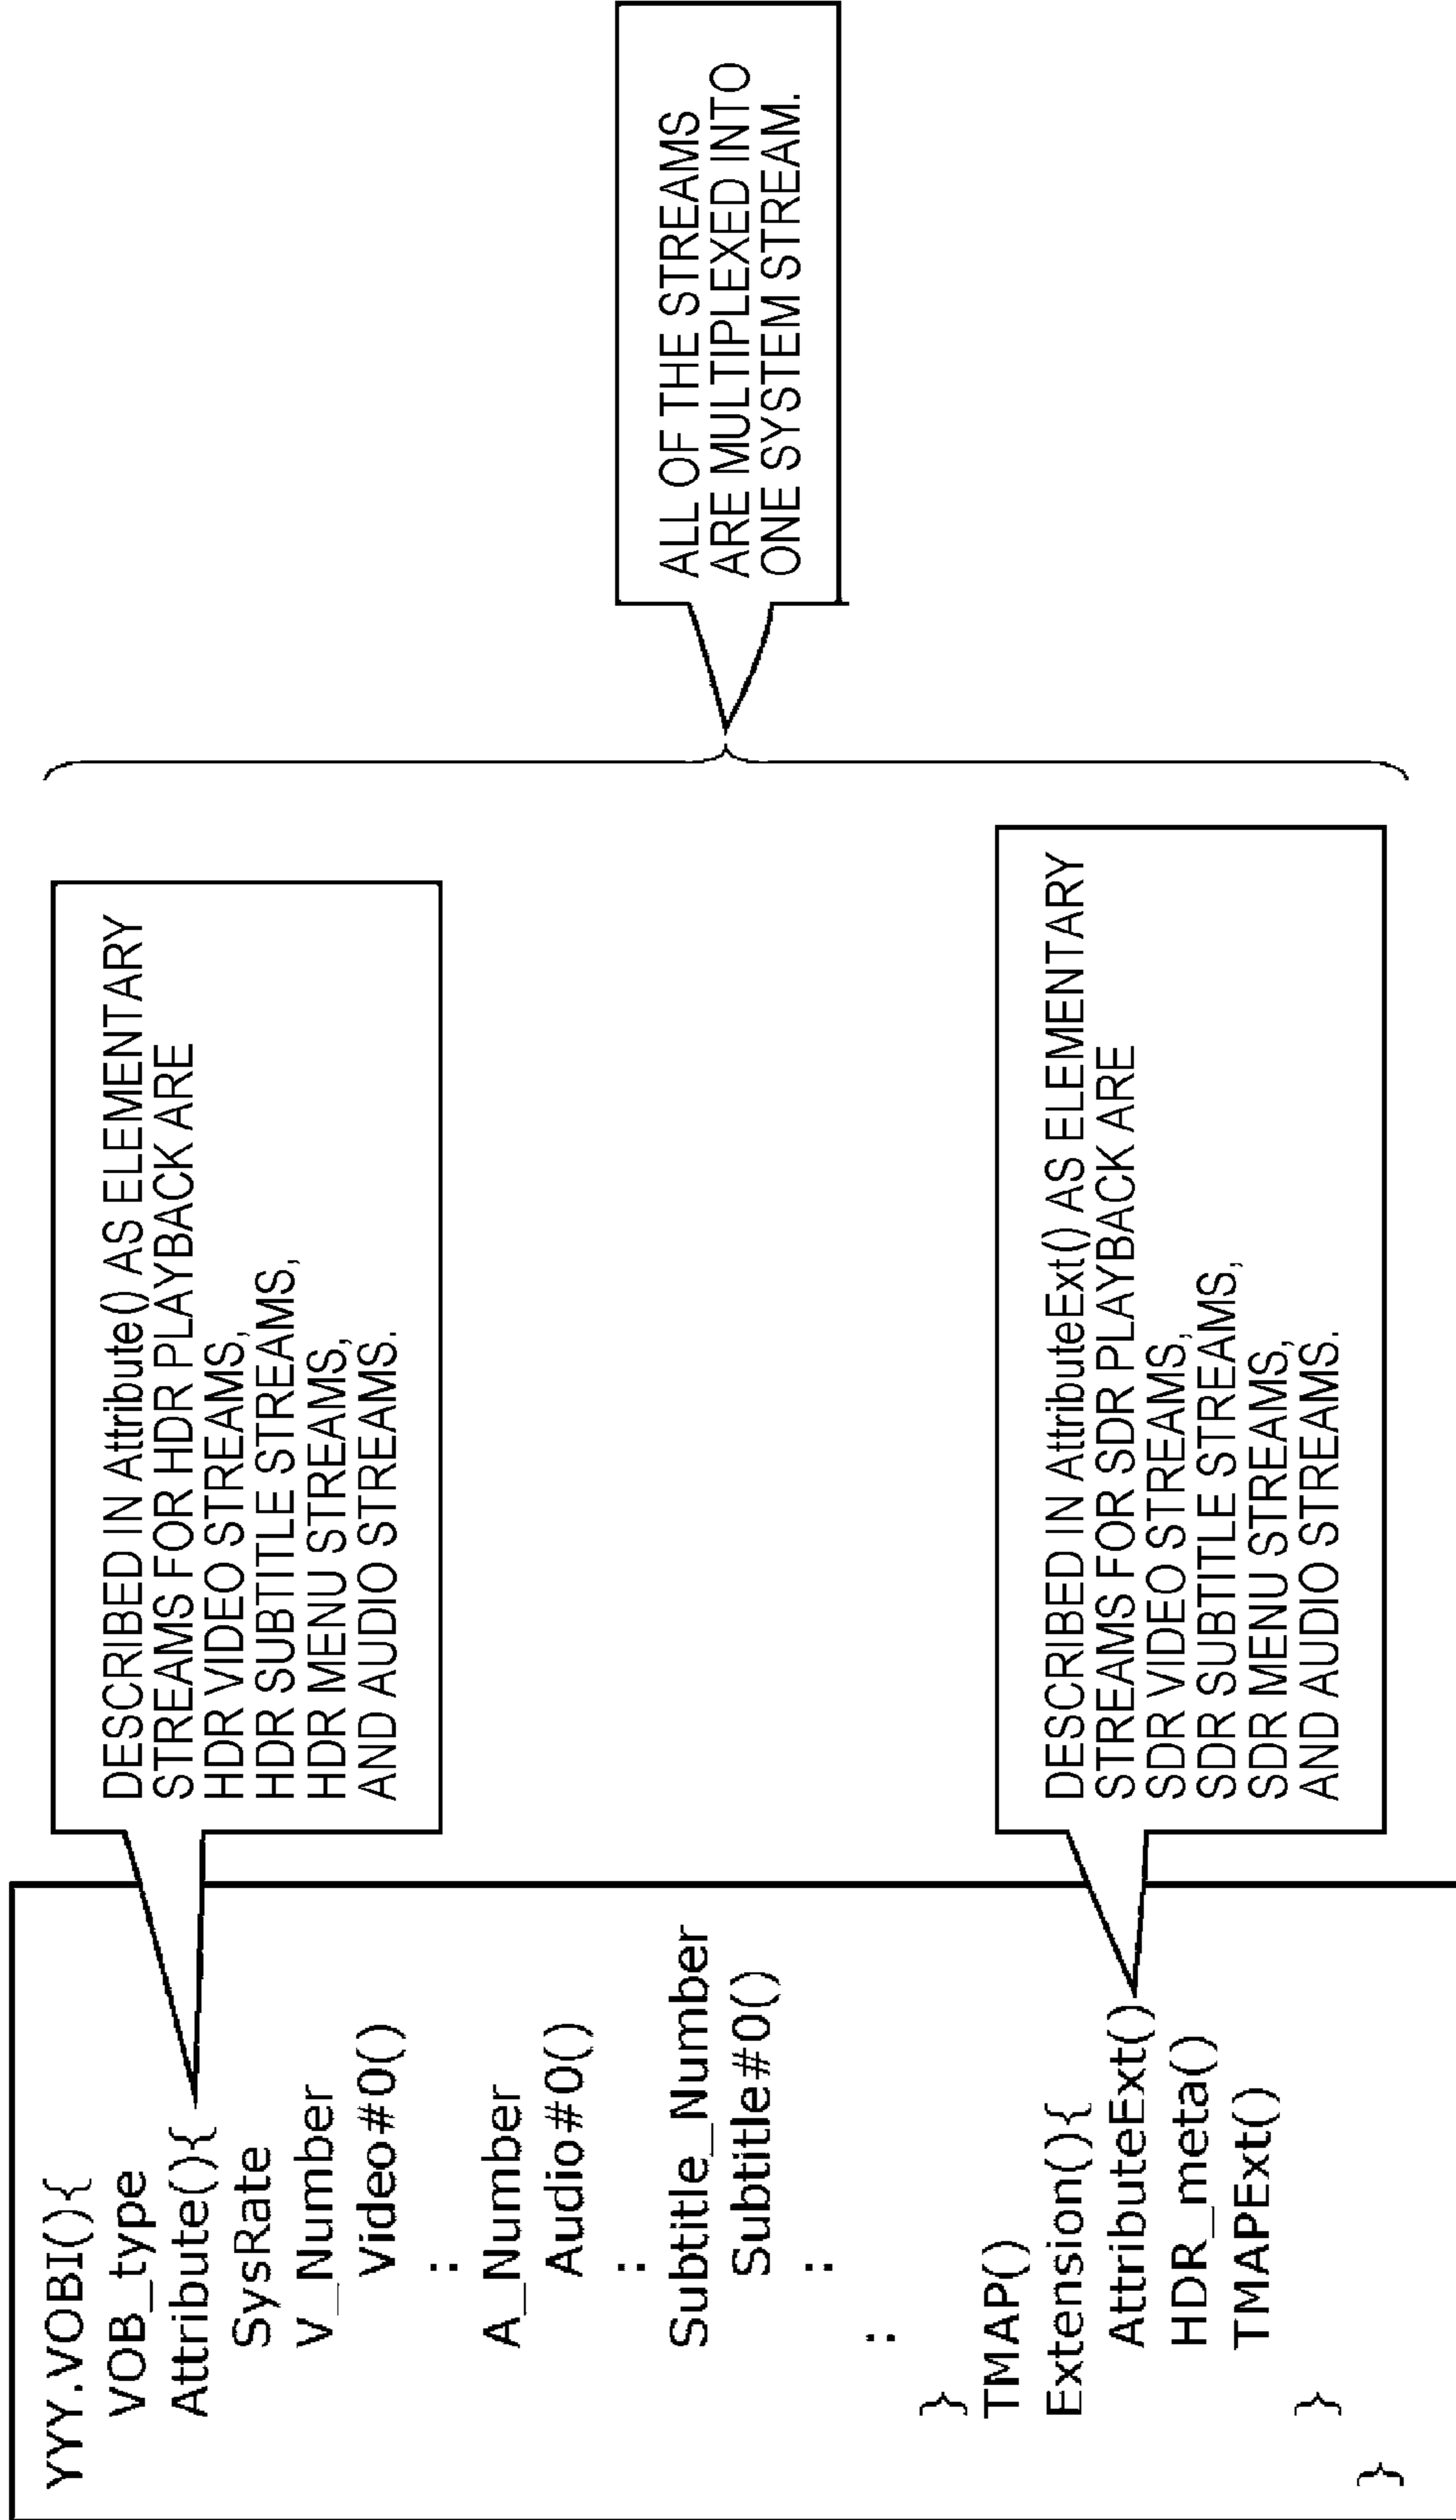 YYY.VOBI(){
VOB_type
Attribute(){
SysRate
V_Number
Video#0()
:
A_Number
Audio#0()
:
Subtitle_Number
Subtitle#0()
:
:
}
TMAP()
Extension(){
AttributeExt()
HDR_meta()
TMAPExt()
}
}
DESCRIBED IN Attribute() AS ELEMENTARY
STREAMS FOR HDR PLAYBACK ARE
HDR VIDEO STREAMS,
HDR SUBTITLE STREAMS,
HDR MENU STREAMS,
AND AUDIO STREAMS.
DESCRIBED IN AttributeExt() AS ELEMENTARY
STREAMS FOR SDR PLAYBACK ARE
SDR VIDEO STREAMS,
SDR SUBTITLE STREAMS,
SDR MENU STREAMS,
AND AUDIO STREAMS.
ALL OF THE STREAMS
ARE MULTIPLEXED INTO
ONE SYSTEM STREAM.